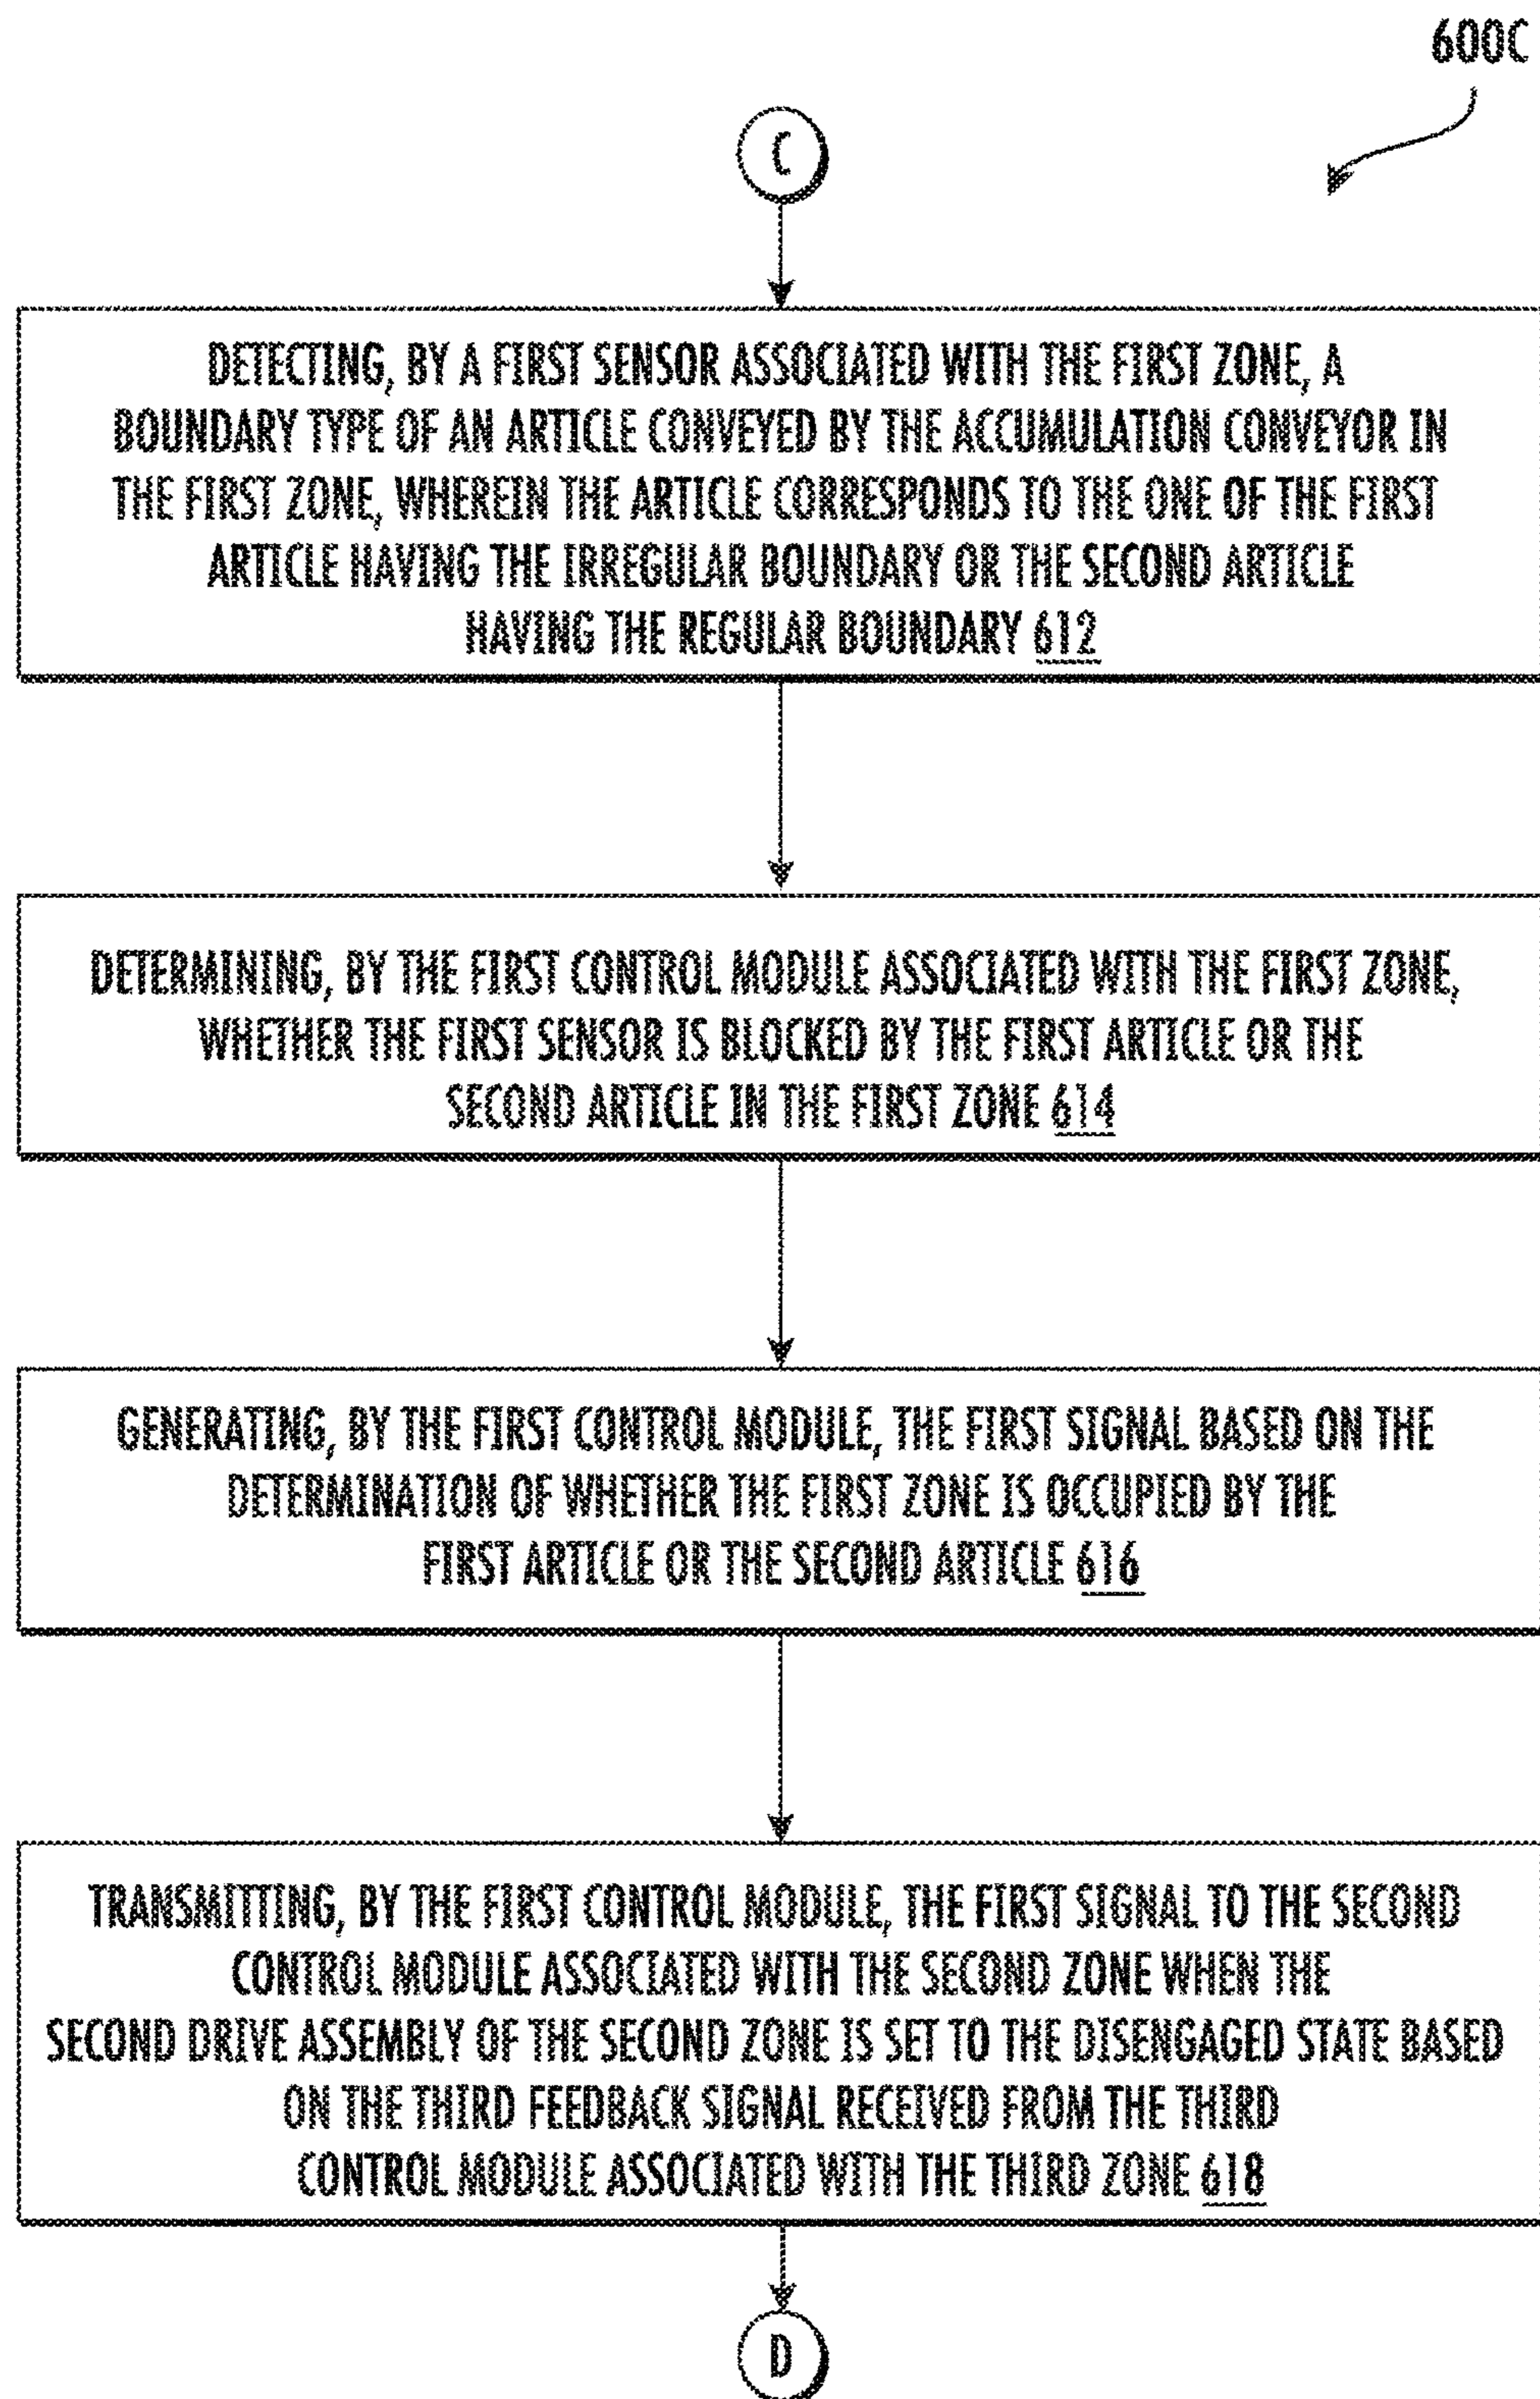 600C
C
DETECTING, BY A FIRST SENSOR ASSOCIATED WITH THE FIRST ZONE, A
BOUNDARY TYPE OF AN ARTICLE CONVEYED BY THE ACCUMULATION CONVEYOR IN
THE FIRST ZONE, WHEREIN THE ARTICLE CORRESPONDS TO THE ONE OF THE FIRST
ARTICLE HAVING THE IRREGULAR BOUNDARY OR THE SECOND ARTICLE
HAVING THE REGULAR BOUNDARY 612
DETERMINING, BY THE FIRST CONTROL MODULE ASSOCIATED WITH THE FIRST ZONE,
WHETHER THE FIRST SENSOR IS BLOCKED BY THE FIRST ARTICLE OR THE
SECOND ARTICLE IN THE FIRST ZONE 614
GENERATING, BY THE FIRST CONTROL MODULE, THE FIRST SIGNAL BASED ON THE
DETERMINATION OF WHETHER THE FIRST ZONE IS OCCUPIED BY THE
FIRST ARTICLE OR THE SECOND ARTICLE 616
TRANSMITTING, BY THE FIRST CONTROL MODULE, THE FIRST SIGNAL TO THE SECOND
CONTROL MODULE ASSOCIATED WITH THE SECOND ZONE WHEN THE
SECOND DRIVE ASSEMBLY OF THE SECOND ZONE IS SET TO THE DISENGAGED STATE BASED
ON THE THIRD FEEDBACK SIGNAL RECEIVED FROM THE THIRD
CONTROL MODULE ASSOCIATED WITH THE THIRD ZONE 618
D